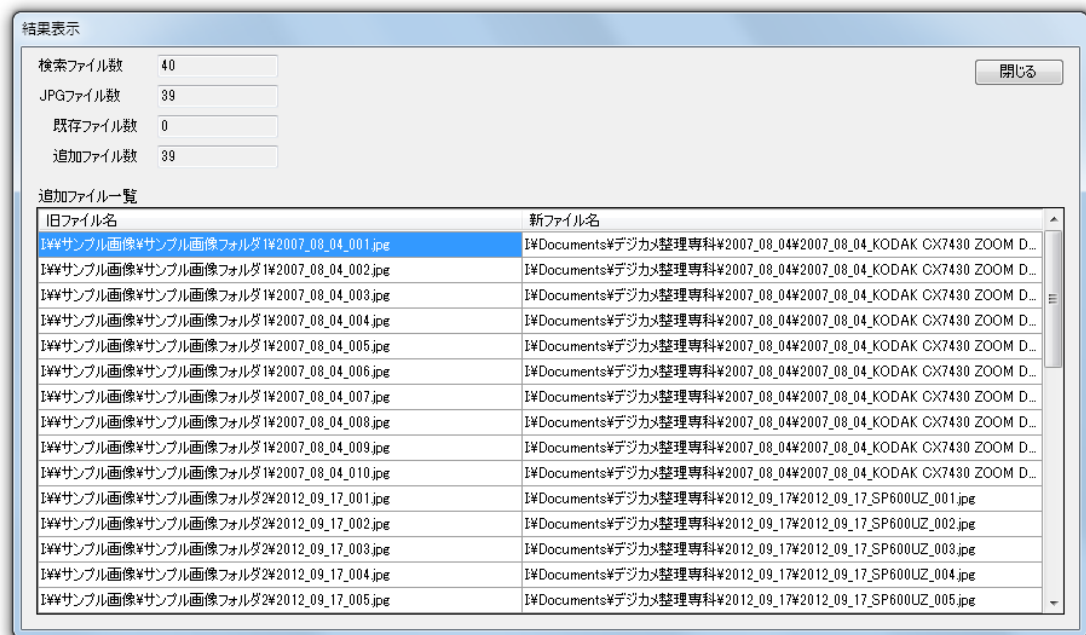 結果表示
検索ファイル数 40
閉じる
JPGファイル数 39
既存ファイル数 0
追加ファイル数 39
追加ファイル一覧
旧ファイル名 新ファイル名
I:¥¥サンプル画像¥サンプル画像フォルダ1¥2007_08_04_001.jpg I:¥Documents¥デジカメ整理専科¥2007_08_04¥2007_08_04_KODAK CX7430 ZOOM D...
I:¥¥サンプル画像¥サンプル画像フォルダ1¥2007_08_04_002.jpg I:¥Documents¥デジカメ整理専科¥2007_08_04¥2007_08_04_KODAK CX7430 ZOOM D...
I:¥¥サンプル画像¥サンプル画像フォルダ1¥2007_08_04_003.jpg I:¥Documents¥デジカメ整理専科¥2007_08_04¥2007_08_04_KODAK CX7430 ZOOM D...
I:¥¥サンプル画像¥サンプル画像フォルダ1¥2007_08_04_004.jpg I:¥Documents¥デジカメ整理専科¥2007_08_04¥2007_08_04_KODAK CX7430 ZOOM D...
I:¥¥サンプル画像¥サンプル画像フォルダ1¥2007_08_04_005.jpg I:¥Documents¥デジカメ整理専科¥2007_08_04¥2007_08_04_KODAK CX7430 ZOOM D...
I:¥¥サンプル画像¥サンプル画像フォルダ1¥2007_08_04_006.jpg I:¥Documents¥デジカメ整理専科¥2007_08_04¥2007_08_04_KODAK CX7430 ZOOM D...
I:¥¥サンプル画像¥サンプル画像フォルダ1¥2007_08_04_007.jpg I:¥Documents¥デジカメ整理専科¥2007_08_04¥2007_08_04_KODAK CX7430 ZOOM D...
I:¥¥サンプル画像¥サンプル画像フォルダ1¥2007_08_04_008.jpg I:¥Documents¥デジカメ整理専科¥2007_08_04¥2007_08_04_KODAK CX7430 ZOOM D...
I:¥¥サンプル画像¥サンプル画像フォルダ1¥2007_08_04_009.jpg I:¥Documents¥デジカメ整理専科¥2007_08_04¥2007_08_04_KODAK CX7430 ZOOM D...
I:¥¥サンプル画像¥サンプル画像フォルダ1¥2007_08_04_010.jpg I:¥Documents¥デジカメ整理専科¥2007_08_04¥2007_08_04_KODAK CX7430 ZOOM D...
I:¥¥サンプル画像¥サンプル画像フォルダ2¥2012_09_17_001.jpg I:¥Documents¥デジカメ整理専科¥2012_09_17¥2012_09_17_SP600UZ_001.jpg
I:¥¥サンプル画像¥サンプル画像フォルダ2¥2012_09_17_002.jpg I:¥Documents¥デジカメ整理専科¥2012_09_17¥2012_09_17_SP600UZ_002.jpg
I:¥¥サンプル画像¥サンプル画像フォルダ2¥2012_09_17_003.jpg I:¥Documents¥デジカメ整理専科¥2012_09_17¥2012_09_17_SP600UZ_003.jpg
I:¥¥サンプル画像¥サンプル画像フォルダ2¥2012_09_17_004.jpg I:¥Documents¥デジカメ整理専科¥2012_09_17¥2012_09_17_SP600UZ_004.jpg
I:¥¥サンプル画像¥サンプル画像フォルダ2¥2012_09_17_005.jpg I:¥Documents¥デジカメ整理専科¥2012_09_17¥2012_09_17_SP600UZ_005.jpg